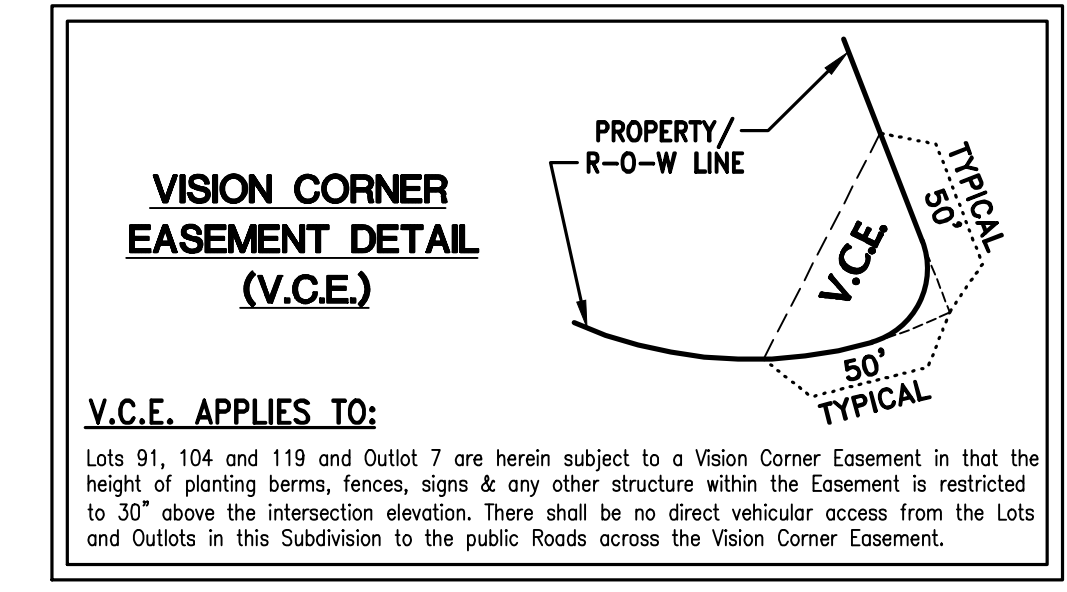 VISION CORNER
EASEMENT DETAIL
(V.C.E.)
PROPERTY/
R-O-W LINE
V.C.E.
TYPICAL
50'
50'
TYPICAL
V.C.E. APPLIES TO:
Lots 91, 104 and 119 and Outlot 7 are herein subject to a Vision Corner Easement in that the
height of planting berms, fences, signs & any other structure within the Easement is restricted
to 30" above the intersection elevation. There shall be no direct vehicular access from the Lots
and Outlots in this Subdivision to the public Roads across the Vision Corner Easement.